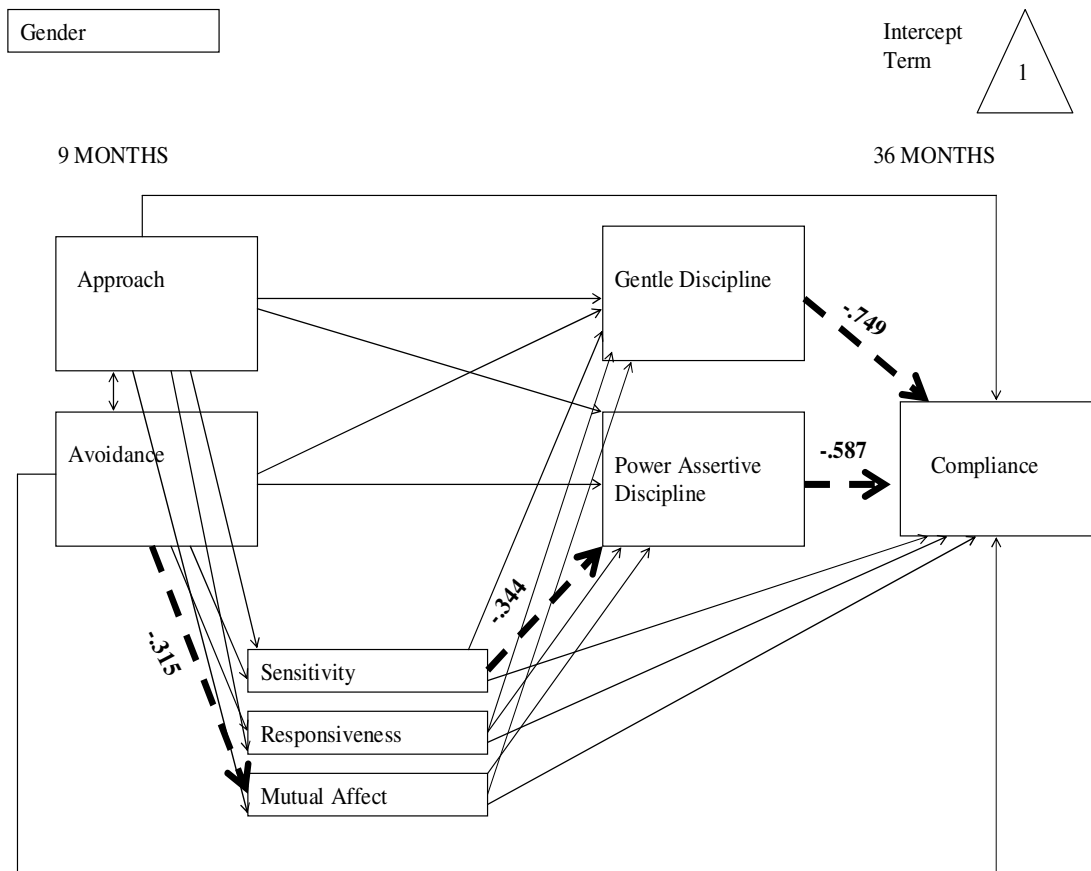 Gender
Intercept
Term
1
9 MONTHS
36 MONTHS
Approach
Gentle Discipline
-.749
Avoidance
Power Assertive
Discipline
-.587
Compliance
-.315
-.344
Sensitivity
Responsiveness
Mutual Affect